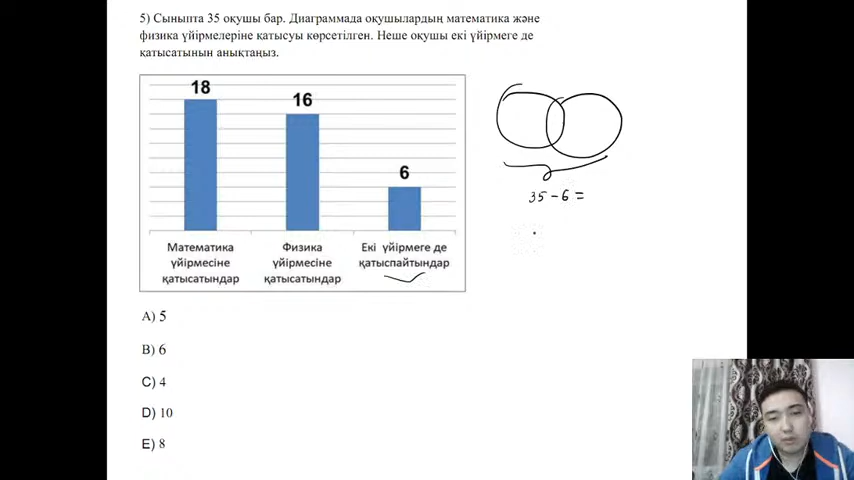 5) Сыныпта 35 оқушы бар. Диаграммада оқушылардың математика және
физика үйірмелеріне қатысуы көрсетілген. Неше оқушы екі үйірмеге де
қатысатынын анықтаңыз.
18
16
6
Математика
үйірмесіне
қатысатындар
Физика
үйірмесіне
қатысатындар
Екі үйірмеге де
қатыспайтындар
35 - 6 =
A) 5
B) 6
C) 4
D) 10
E) 8